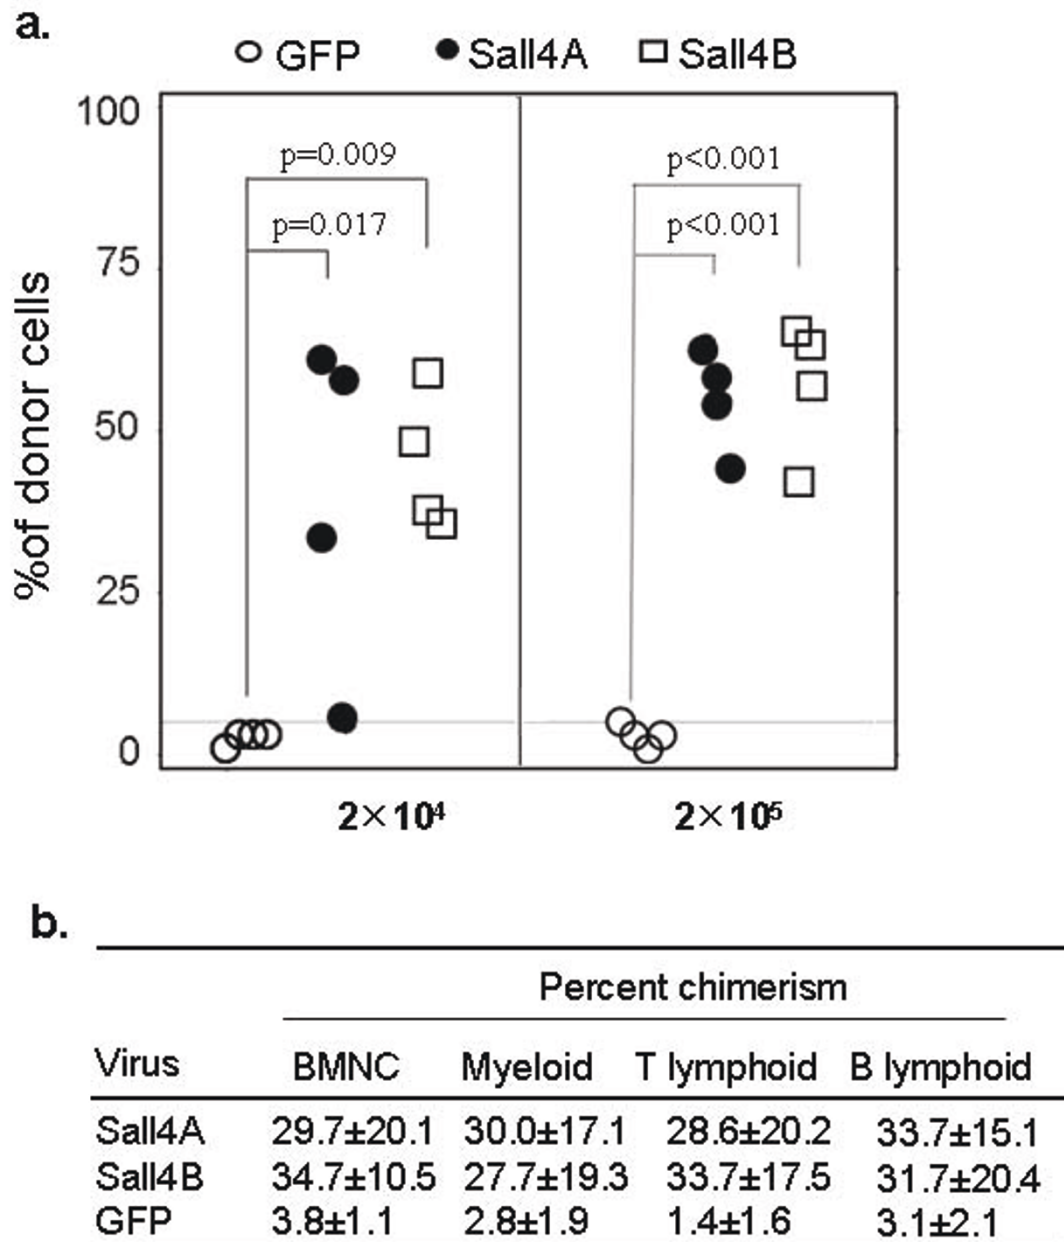 a.
GFP Sall4A Sall4B
100
p=0.009 p<0.001
p=0.017 p<0.001
75
%of donor cells
50
25
0
2×10⁴ 2×10⁵
b.
Percent chimerism
Virus BMNC Myeloid T lymphoid B lymphoid
Sall4A 29.7±20.1 30.0±17.1 28.6±20.2 33.7±15.1
Sall4B 34.7±10.5 27.7±19.3 33.7±17.5 31.7±20.4
GFP 3.8±1.1 2.8±1.9 1.4±1.6 3.1±2.1